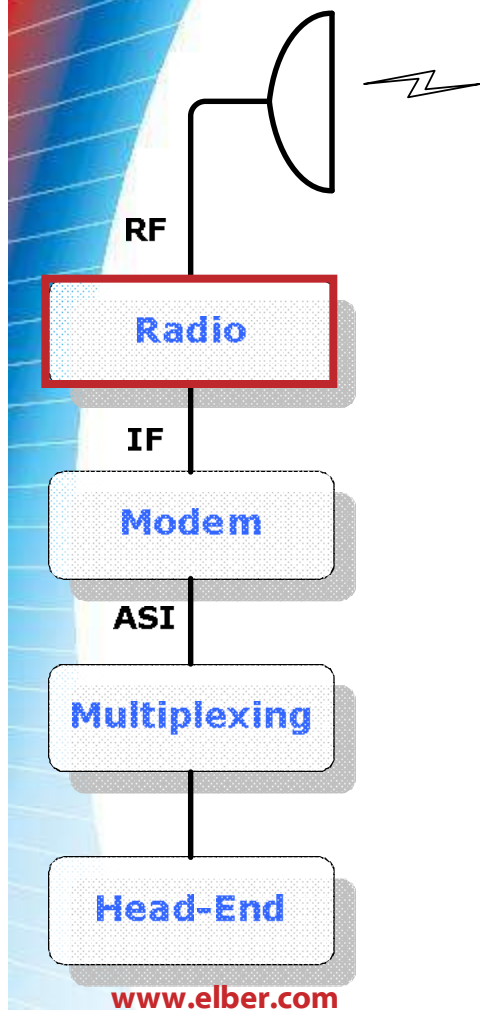 RF
Radio
IF
Modem
ASI
Multiplexing
Head-End
www.elber.com